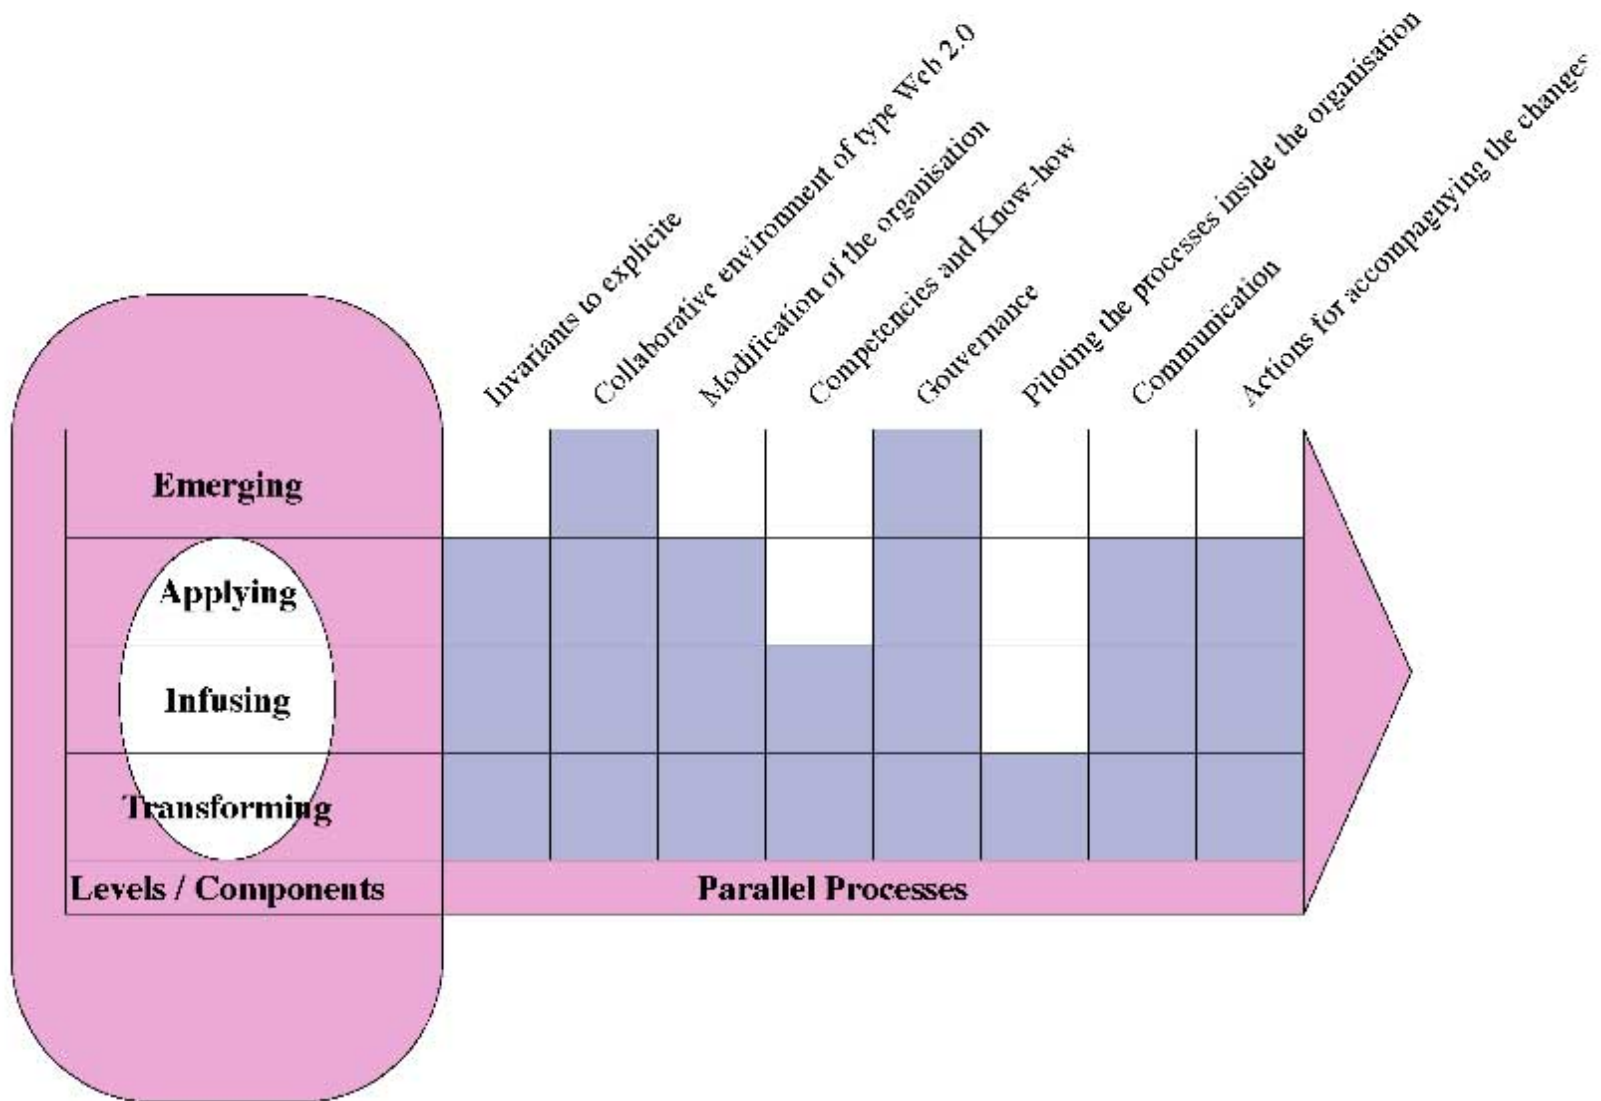 Invariants to explicite
Collaborative environment of type Web 2.0
Modification of the organisation
Competencies and Know-how
Gouvernance
Piloting the processes inside the organisation
Communication
Actions for accompagnying the changes
Emerging
Applying
Infusing
Transforming
Levels / Components
Parallel Processes